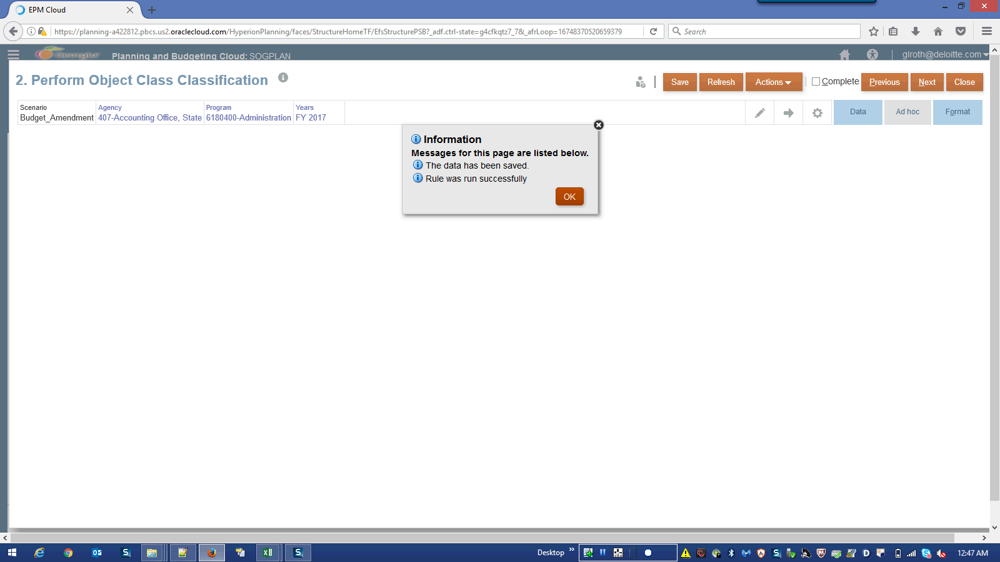 EPM Cloud
https://planning-a422812.pbcs.us2.oraclecloud.com/HyperionPlanning/faces/StructureHomeTF/EfsStructurePSB?_adf.ctrl-state=g4cfkqtz7_7&_afrLoop=16748370520659379
Search
Georgia
Planning and Budgeting Cloud: SOGPLAN
glroth@deloitte.com
2. Perform Object Class Classification
Save Refresh Actions Complete Previous Next Close
Scenario Agency Program Years
Budget_Amendment 407-Accounting Office, State 6180400-Administration FY 2017
Data Ad hoc Format
Information
Messages for this page are listed below.
The data has been saved.
Rule was run successfully
OK
Desktop
12:47 AM